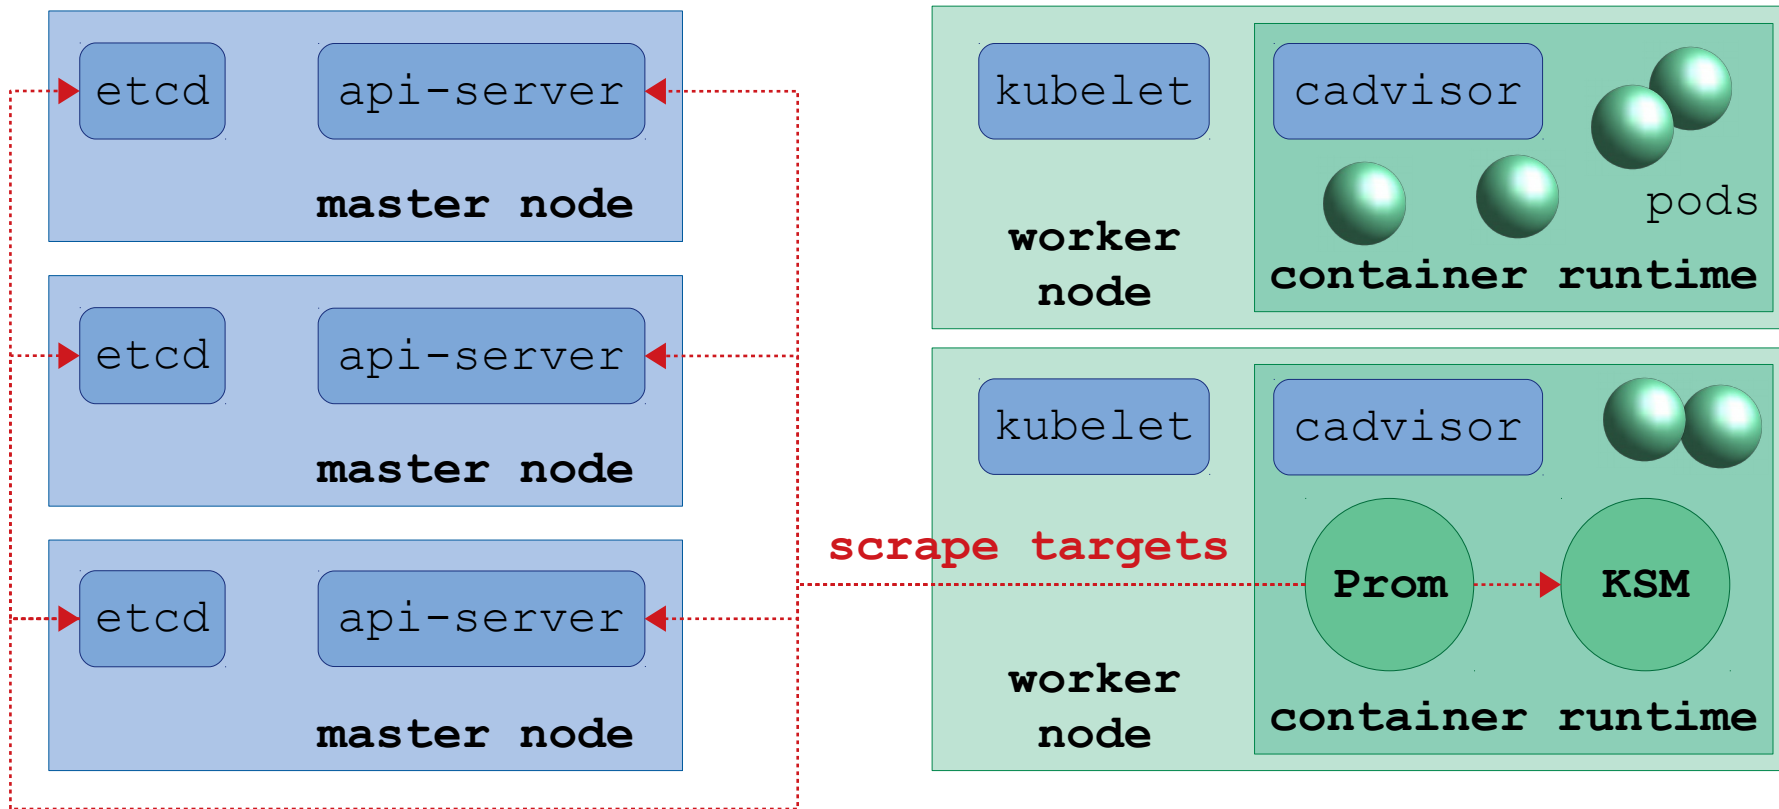 etcd
api-server
master node
etcd
api-server
master node
etcd
api-server
master node
kubelet
cadvisor
pods
worker
node
container runtime
kubelet
cadvisor
scrape targets
Prom
KSM
worker
node
container runtime